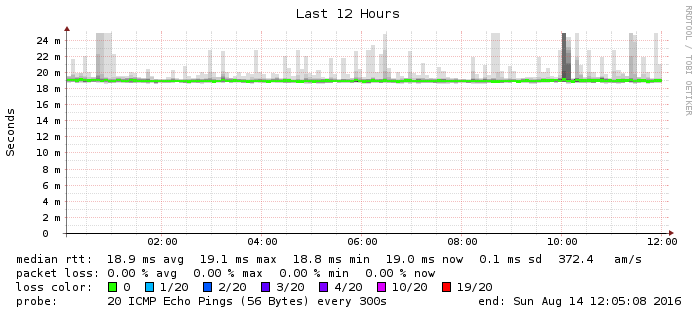 Last 12 Hours
RRDTOOL / TOBI OETIKER
Seconds
24 m
22 m
20 m
18 m
16 m
14 m
12 m
10 m
8 m
6 m
4 m
2 m
0
02:00 04:00 06:00 08:00 10:00 12:00
median rtt: 18.9 ms avg 19.1 ms max 18.8 ms min 19.0 ms now 0.1 ms sd 372.4 am/s
packet loss: 0.00 % avg 0.00 % max 0.00 % min 0.00 % now
loss color: 0 1/20 2/20 3/20 4/20 10/20 19/20
probe: 20 ICMP Echo Pings (56 Bytes) every 300s end: Sun Aug 14 12:05:08 2016